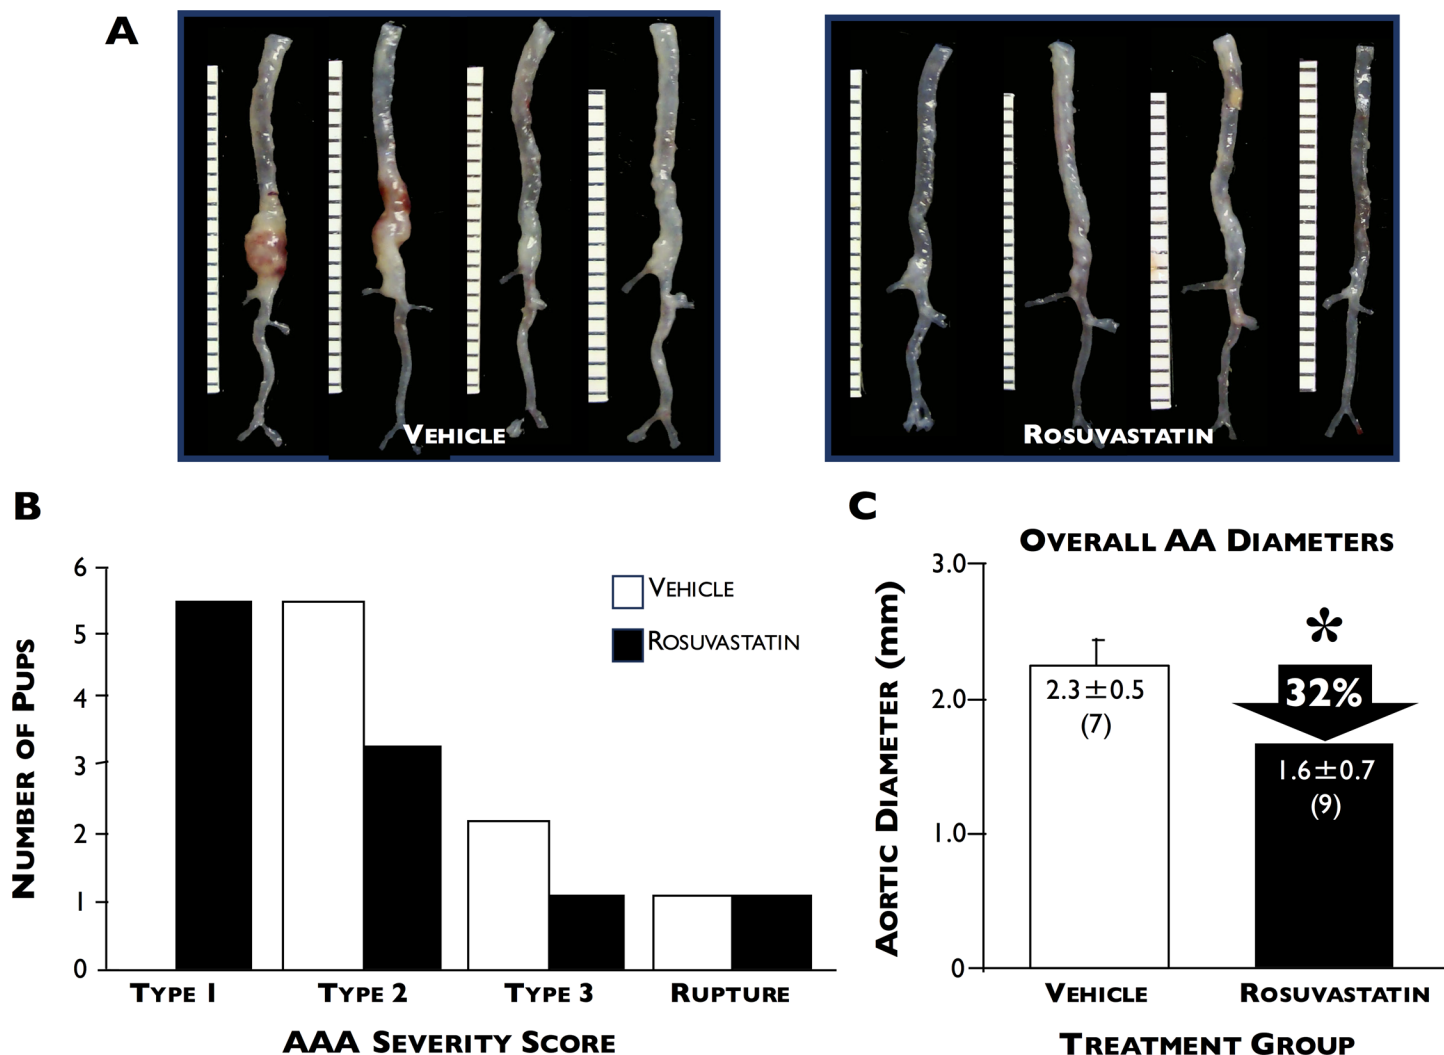 A
VEHICLE
ROSUVASTATIN
B
6
5
4
3
2
1
0
NUMBER OF PUPS
VEHICLE
ROSUVASTATIN
TYPE 1
TYPE 2
TYPE 3
RUPTURE
AAA SEVERITY SCORE
C
OVERALL AA DIAMETERS
3.0
2.0
1.0
0
AORTIC DIAMETER (mm)
2.3±0.5
(7)
*
32%
1.6±0.7
(9)
VEHICLE
ROSUVASTATIN
TREATMENT GROUP